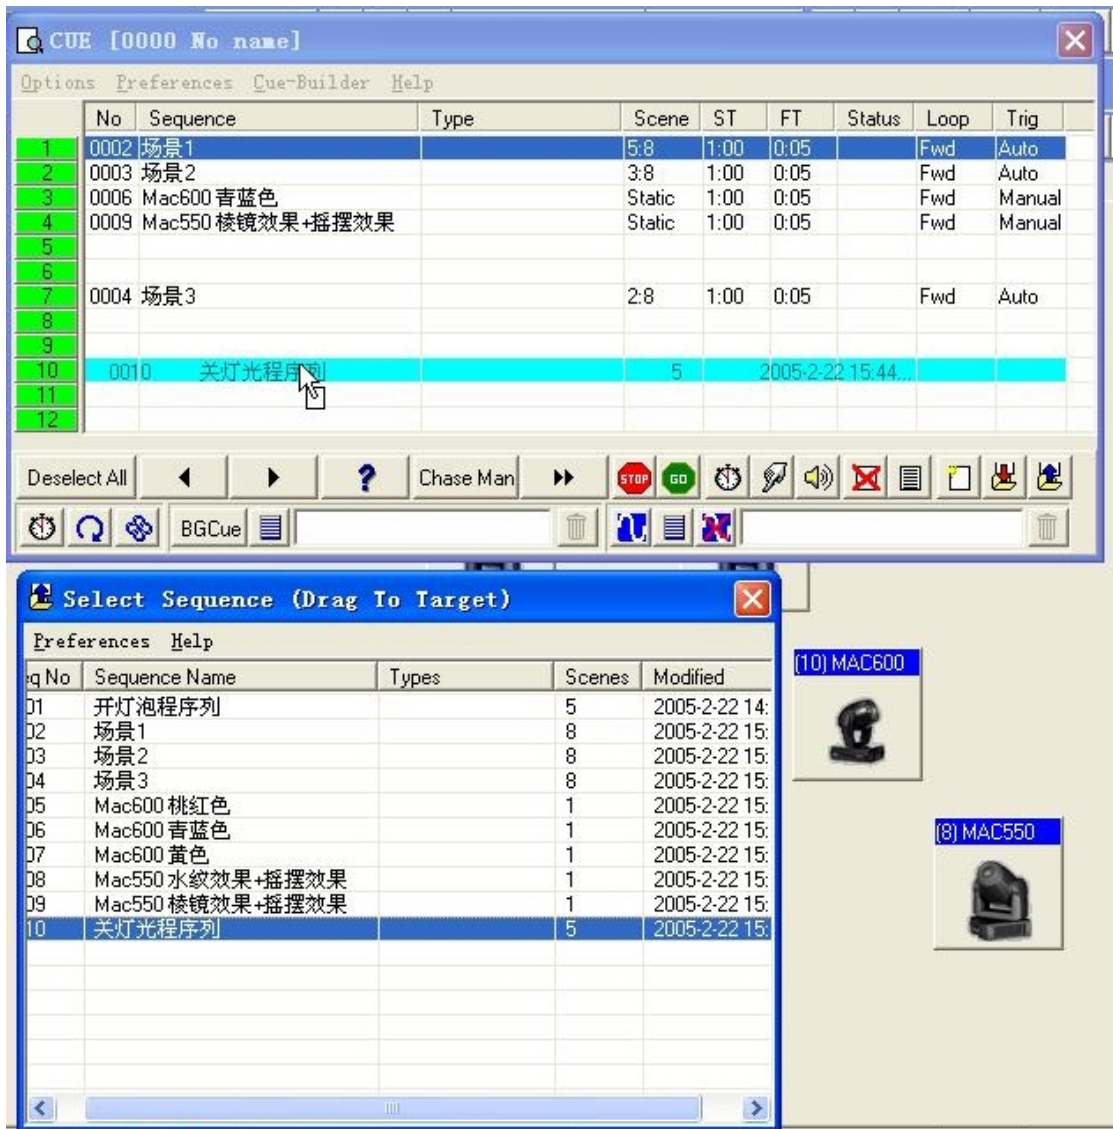 CUE [0000 No name]
Options Preferences Cue-Builder Help
No Sequence Type Scene ST FT Status Loop Trig
1 0002 场景1 5:8 1:00 0:05 Fwd Auto
2 0003 场景2 3:8 1:00 0:05 Fwd Auto
3 0006 Mac600 青蓝色 Static 1:00 0:05 Fwd Manual
4 0009 Mac550 棱镜效果+摇摆效果 Static 1:00 0:05 Fwd Manual
5
6
7 0004 场景3 2:8 1:00 0:05 Fwd Auto
8
9
10 0010 关灯光程序列 5 2005-2-22 15:44...
11
12
Deselect All ? Chase Man STOP GO
BGCue
Select Sequence (Drag To Target)
Preferences Help
eq No Sequence Name Types Scenes Modified
01 开灯泡程序列 5 2005-2-22 14:
02 场景1 8 2005-2-22 15:
03 场景2 8 2005-2-22 15:
04 场景3 8 2005-2-22 15:
05 Mac600 桃红色 1 2005-2-22 15:
06 Mac600 青蓝色 1 2005-2-22 15:
07 Mac600 黄色 1 2005-2-22 15:
08 Mac550 水纹效果+摇摆效果 1 2005-2-22 15:
09 Mac550 棱镜效果+摇摆效果 1 2005-2-22 15:
10 关灯光程序列 5 2005-2-22 15:
(10) MAC600
(8) MAC550